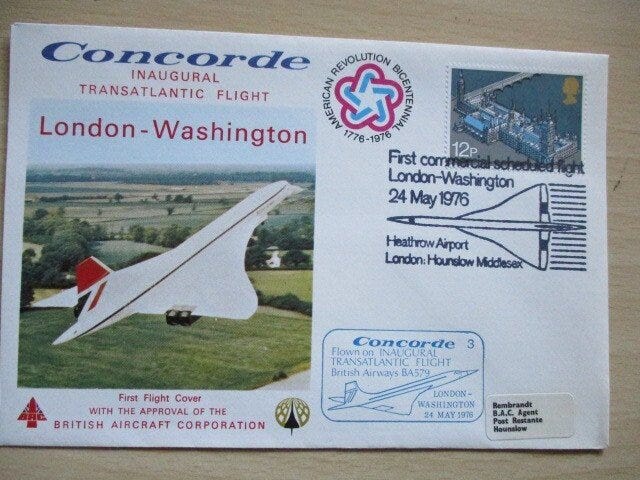 Concorde
INAUGURAL
TRANSATLANTIC FLIGHT
London - Washington
AMERICAN REVOLUTION BICENTENNIAL
1776-1976
12P
First commercial scheduled flight
London-Washington
24 May 1976
Heathrow Airport
London: Hounslow Middlesex
Concorde 3
Flown on INAUGURAL
TRANSATLANTIC FLIGHT
British Airways BA579
LONDON -
WASHINGTON
24 MAY 1976
First Flight Cover
WITH THE APPROVAL OF THE
BRITISH AIRCRAFT CORPORATION
BAC
Rembrandt
B.A.C. Agent
Post Restante
Hounslow